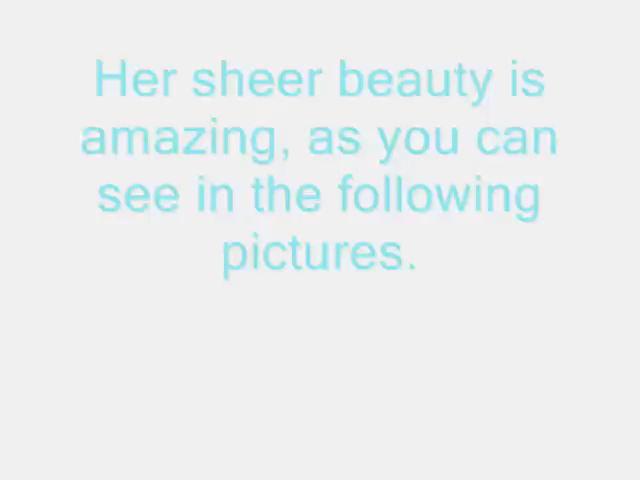 Her sheer beauty is
amazing, as you can
see in the following
pictures.